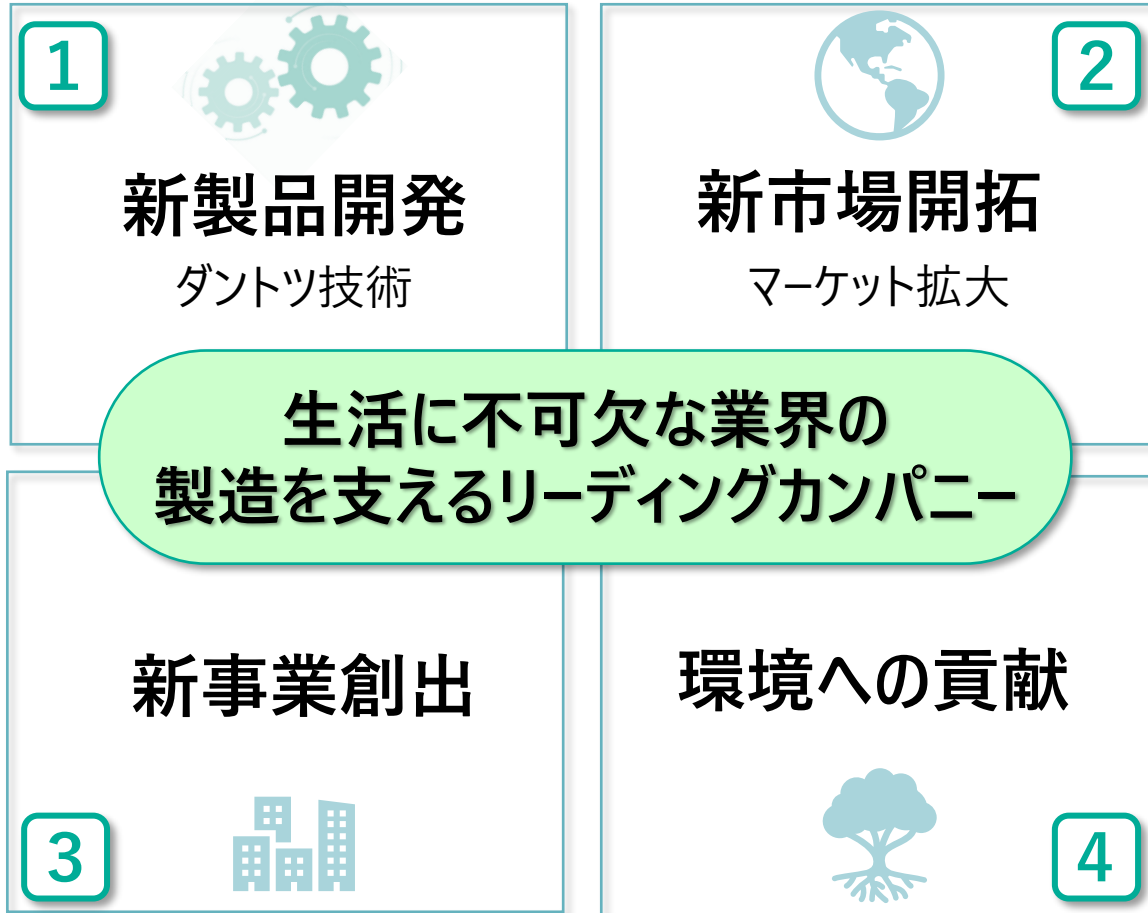 1
新製品開発
ダントツ技術
2
新市場開拓
マーケット拡大
生活に不可欠な業界の
製造を支えるリーディングカンパニー
新事業創出
3
環境への貢献
4